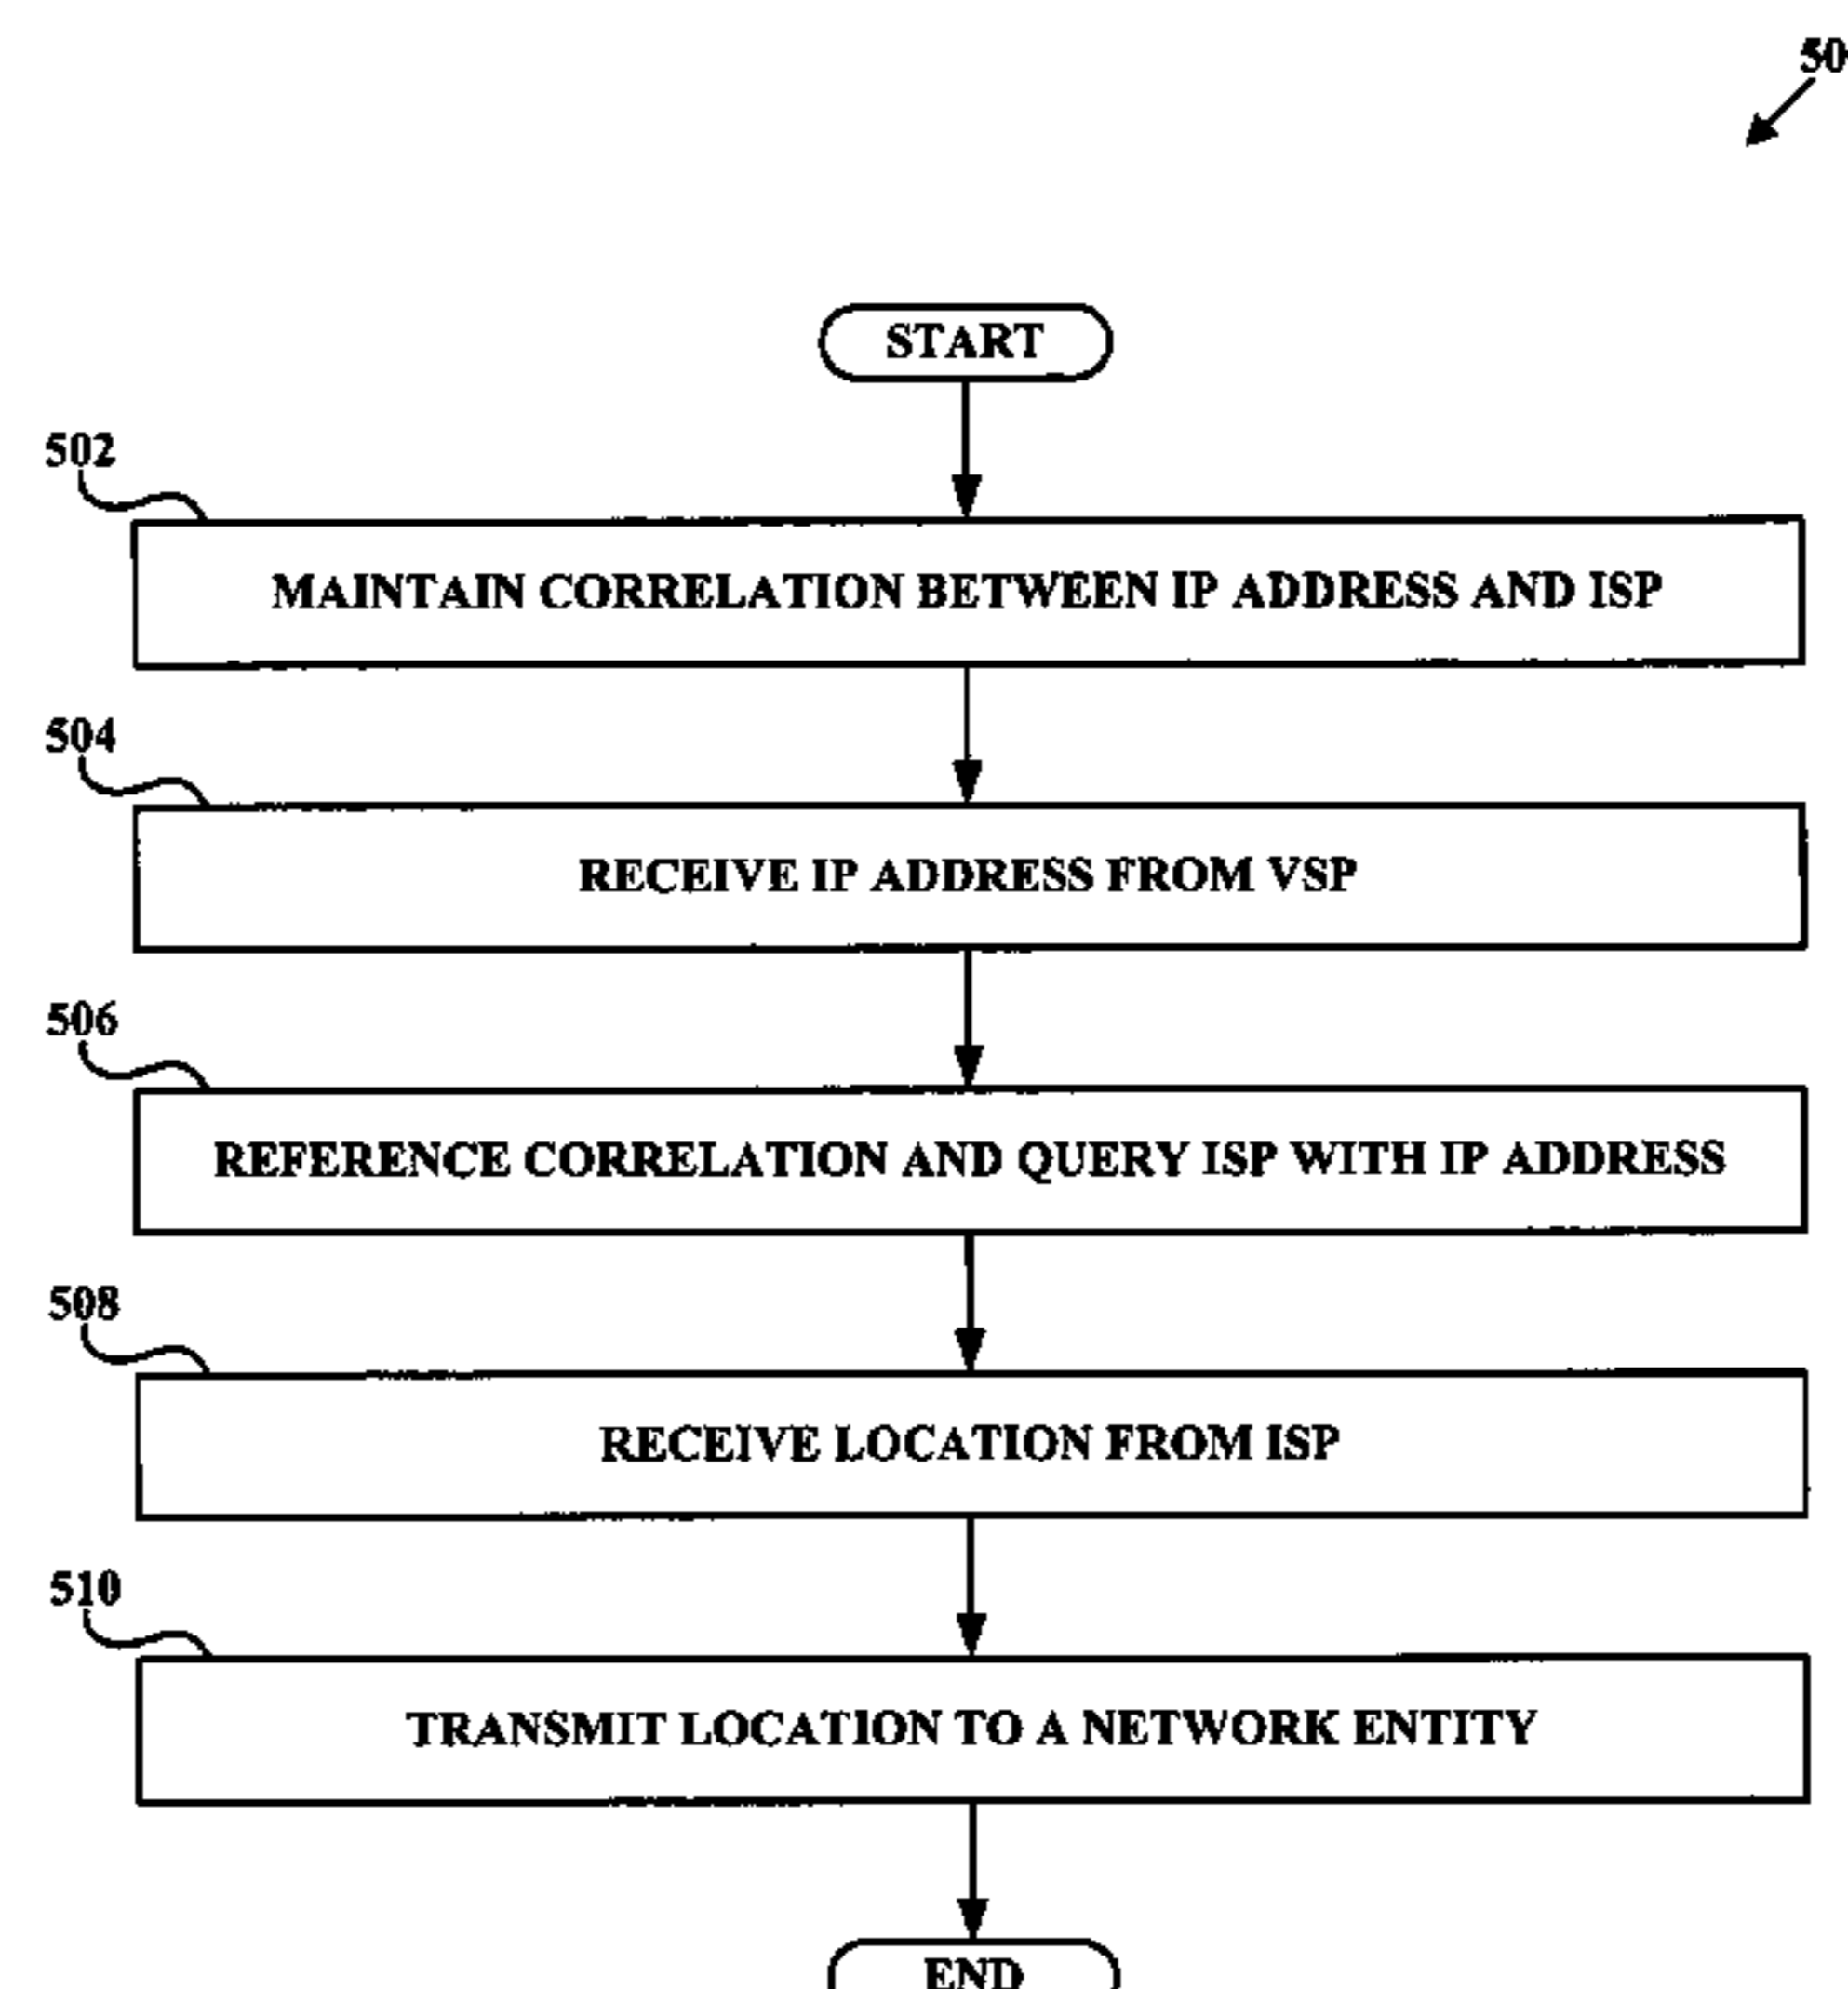 50
START
502
MAINTAIN CORRELATION BETWEEN IP ADDRESS AND ISP
504
RECEIVE IP ADDRESS FROM VSP
506
REFERENCE CORRELATION AND QUERY ISP WITH IP ADDRESS
508
RECEIVE LOCATION FROM ISP
510
TRANSMIT LOCATION TO A NETWORK ENTITY
END